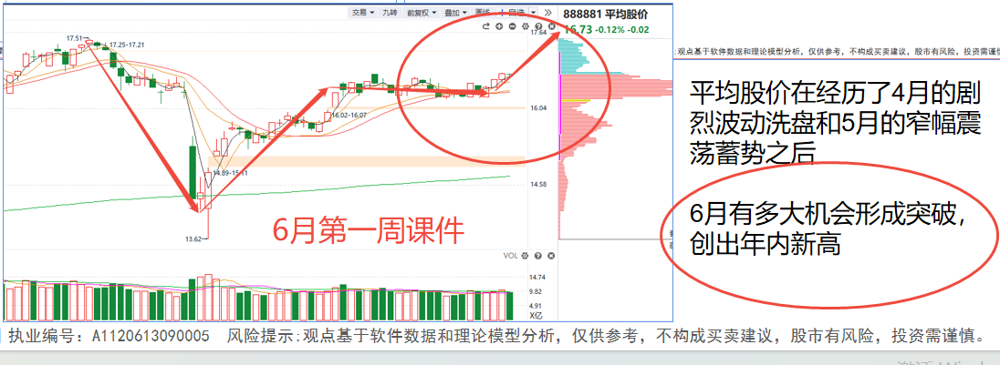 交易 九转 前复权 叠加 画线 自选
888881 平均股价
16.73 -0.12% -0.02
17.64
17.51
17.25-17.21
:观点基于软件数据和理论模型分析，仅供参考，不构成买卖建议，股市有风险，投资需谨慎
平均股价在经历了4月的剧
烈波动洗盘和5月的窄幅震
荡蓄势之后
16.02-16.07
16.04
14.89-15.11
14.58
6月有多大机会形成突破，
创出年内新高
6月第一周课件
13.62
VOL
14.74
9.82
4.91
X亿
执业编号：A1120613090005 风险提示:观点基于软件数据和理论模型分析，仅供参考，不构成买卖建议，股市有风险，投资需谨慎。